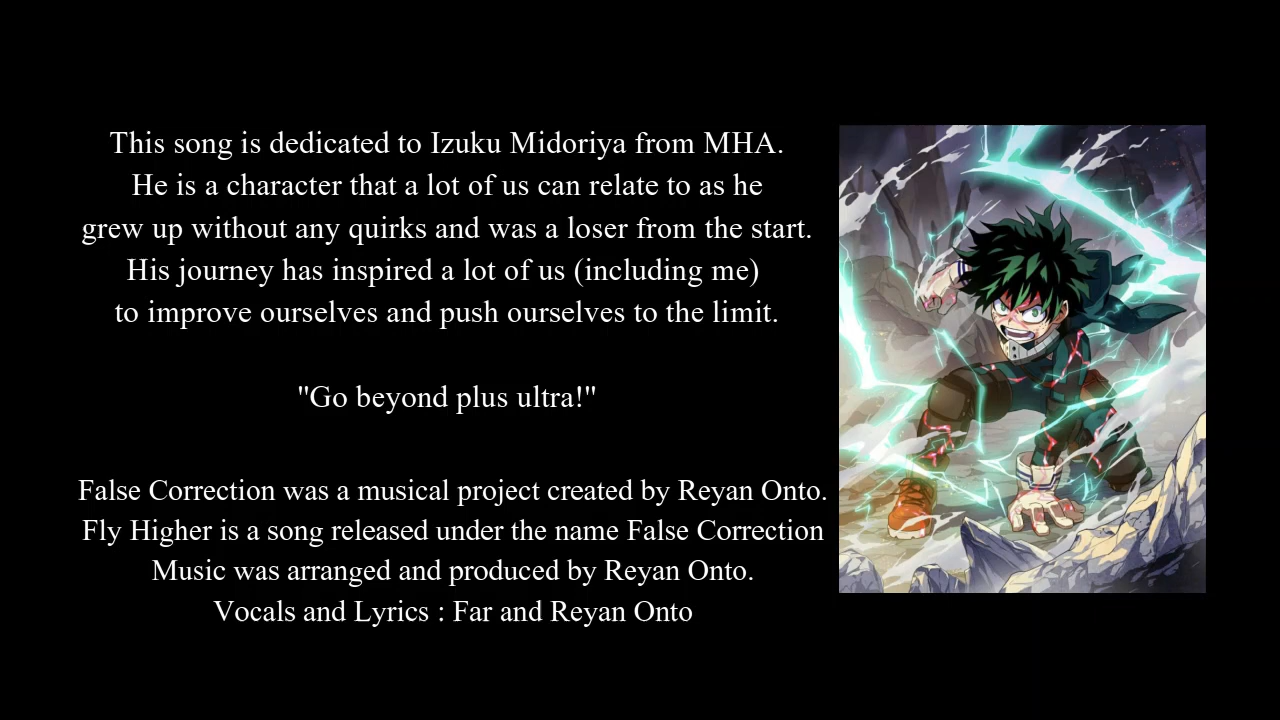 This song is dedicated to Izuku Midoriya from MHA.
He is a character that a lot of us can relate to as he
grew up without any quirks and was a loser from the start.
His journey has inspired a lot of us (including me)
to improve ourselves and push ourselves to the limit.
"Go beyond plus ultra!"
False Correction was a musical project created by Reyan Onto.
Fly Higher is a song released under the name False Correction
Music was arranged and produced by Reyan Onto.
Vocals and Lyrics : Far and Reyan Onto